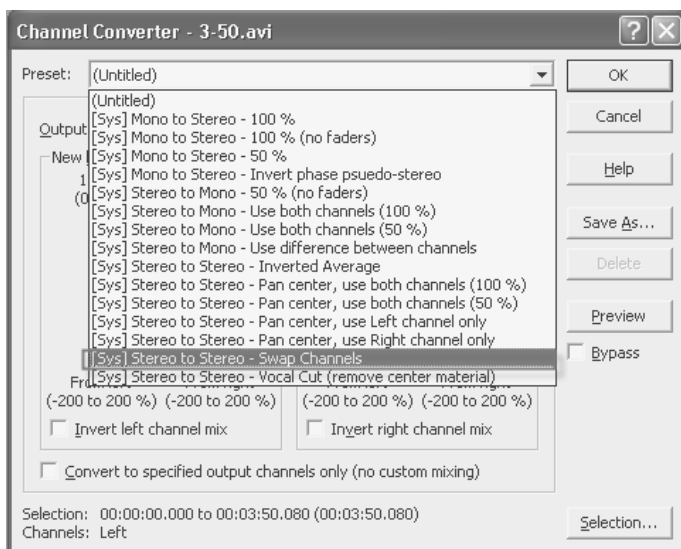 Channel Converter - 3-50.avi
Preset: (Untitled)
OK
(Untitled)
[Sys] Mono to Stereo - 100 %
[Sys] Mono to Stereo - 100 % (no faders)
[Sys] Mono to Stereo - 50 %
[Sys] Mono to Stereo - Invert phase psuedo-stereo
[Sys] Stereo to Mono - 50 % (no faders)
[Sys] Stereo to Mono - Use both channels (100 %)
[Sys] Stereo to Mono - Use both channels (50 %)
[Sys] Stereo to Mono - Use difference between channels
[Sys] Stereo to Stereo - Inverted Average
[Sys] Stereo to Stereo - Pan center, use both channels (100 %)
[Sys] Stereo to Stereo - Pan center, use both channels (50 %)
[Sys] Stereo to Stereo - Pan center, use Left channel only
[Sys] Stereo to Stereo - Pan center, use Right channel only
[Sys] Stereo to Stereo - Swap Channels
[Sys] Stereo to Stereo - Vocal Cut (remove center material)
Output
New
Cancel
Help
Save As...
Delete
Preview
Bypass
(-200 to 200 %) (-200 to 200 %) (-200 to 200 %) (-200 to 200 %)
Invert left channel mix
Invert right channel mix
Convert to specified output channels only (no custom mixing)
Selection: 00:00:00.000 to 00:03:50.080 (00:03:50.080)
Channels: Left
Selection...